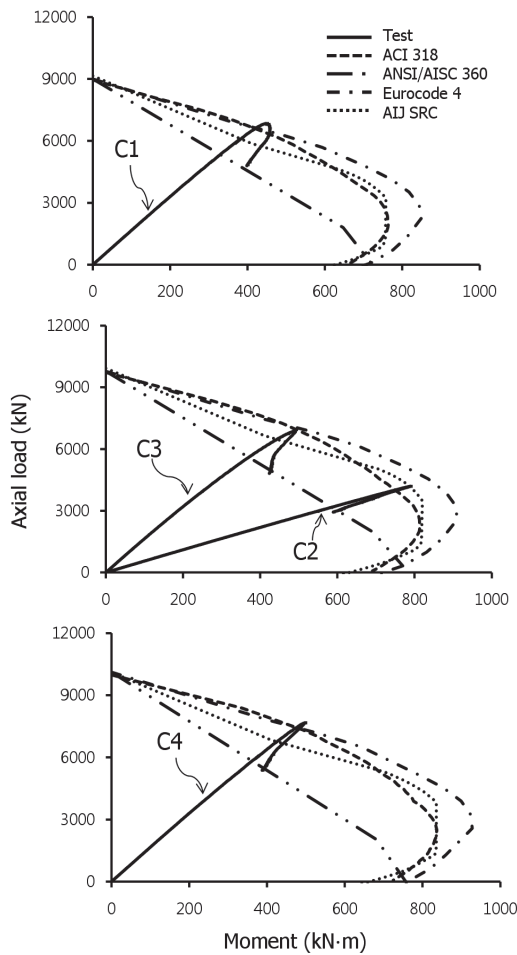 12000
9000
6000
3000
0
Test
ACI 318
ANSI/AISC 360
Eurocode 4
AIJ SRC
C1
0 200 400 600 800 1000
12000
9000
6000
3000
0
C3
C2
0 200 400 600 800 1000
Axial load (kN)
12000
9000
6000
3000
0
C4
0 200 400 600 800 1000
Moment (kN·m)